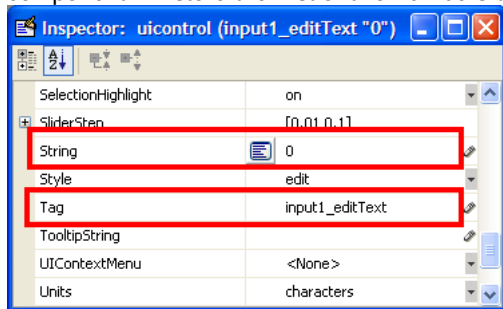 Inspector: uicontrol (input1_editText "0")
SelectionHighlight on
SliderStep [0.01 0.1]
String 0
Style edit
Tag input1_editText
TooltipString
UIContextMenu <None>
Units characters